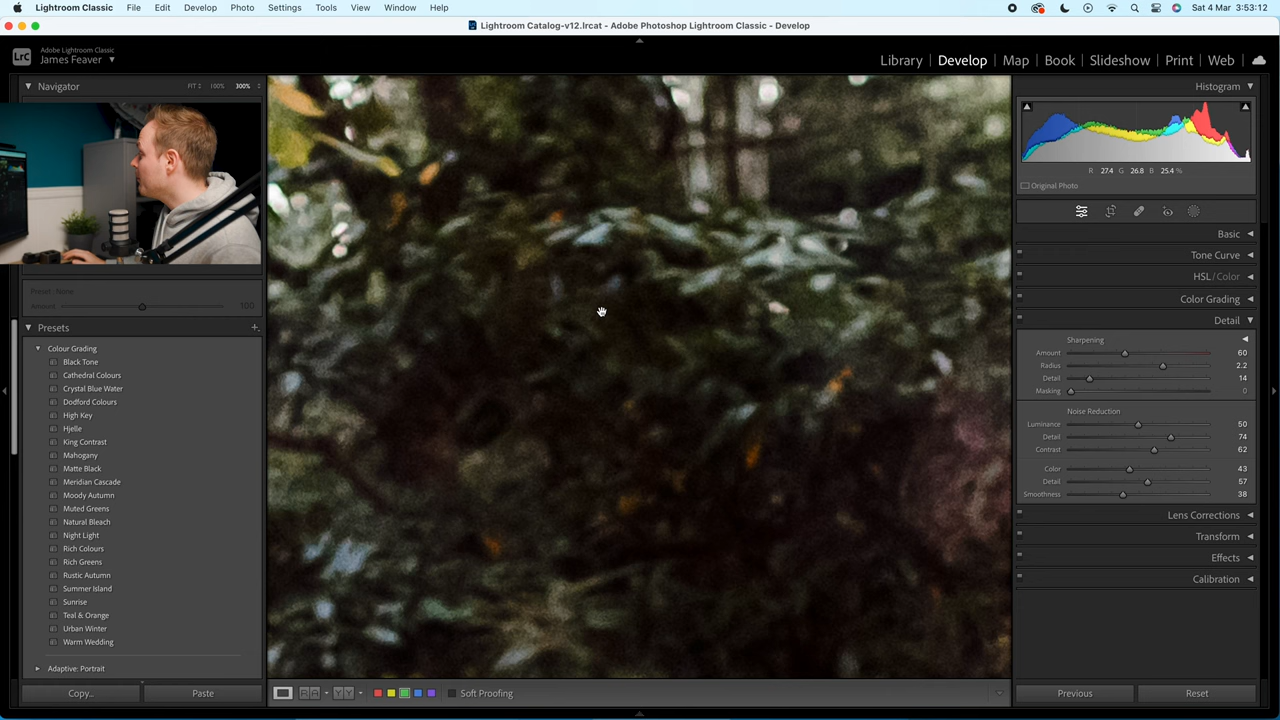 Lightroom Classic File Edit Develop Photo Settings Tools View Window Help Sat 4 Mar 3:53:12
Lightroom Catalog-v12.lrcat - Adobe Photoshop Lightroom Classic - Develop
LrC Adobe Lightroom Classic
James Feaver
Library | Develop | Map | Book | Slideshow | Print | Web
Navigator FIT 100% 300%
Histogram
R 27.4 G 26.8 B 25.4 %
Original Photo
Basic
Tone Curve
HSL / Color
Color Grading
Detail
Sharpening
Amount 60
Radius 2.2
Detail 14
Masking 0
Noise Reduction
Luminance 50
Detail 74
Contrast 62
Color 43
Detail 57
Smoothness 38
Lens Corrections
Transform
Effects
Calibration
Preset: None
Amount 100
Presets +
Colour Grading
Black Tone
Cathedral Colours
Crystal Blue Water
Dodford Colours
High Key
Hjelle
King Contrast
Mahogany
Matte Black
Meridian Cascade
Moody Autumn
Muted Greens
Natural Bleach
Night Light
Rich Colours
Rich Greens
Rustic Autumn
Summer Island
Sunrise
Teal & Orange
Urban Winter
Warm Wedding
Adaptive: Portrait
Copy... Paste
RA YY Soft Proofing
Previous Reset